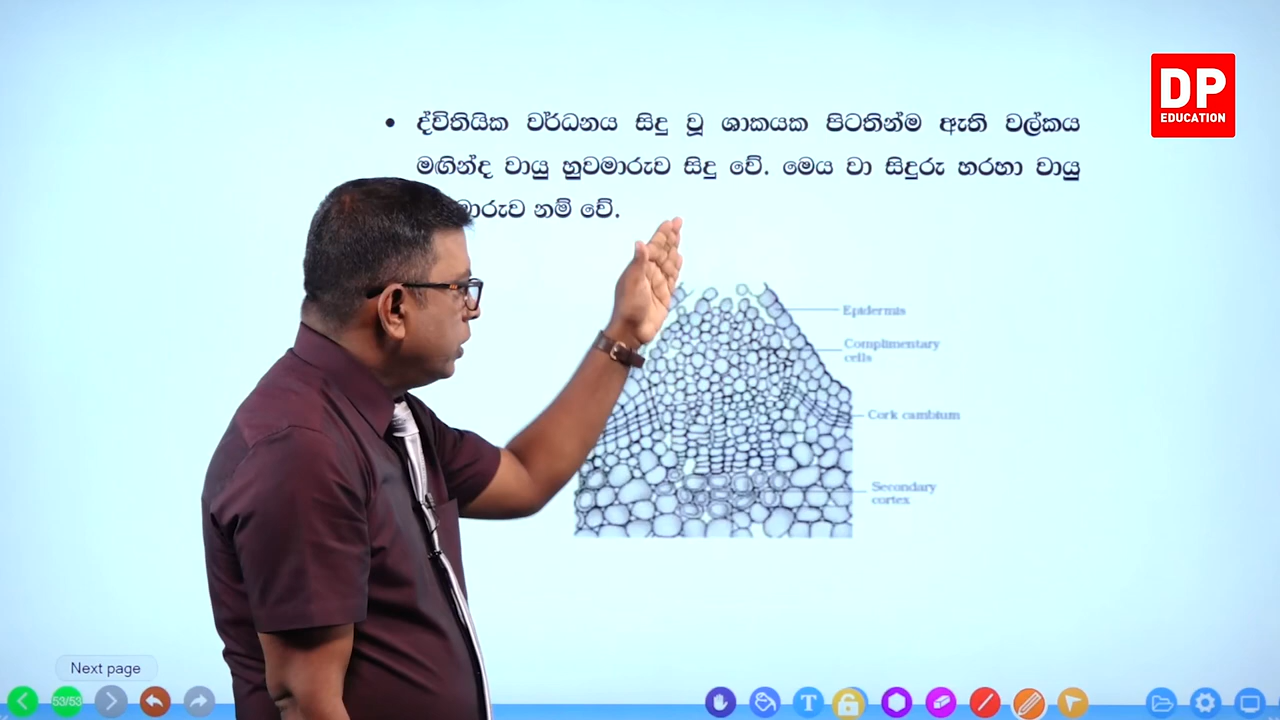 DP
EDUCATION
• ද්විතියික වර්ධනය සිදු වූ ශාකයක පිටතින්ම ඇති වල්කය
මඟින්ද වායු හුවමාරුව සිදු වේ. මෙය වා සිදුරු හරහා වායු
මාරුව නම් වේ.
Epidermis
Complimentary
cells
Cork cambium
Secondary
cortex
Next page
53/53
T